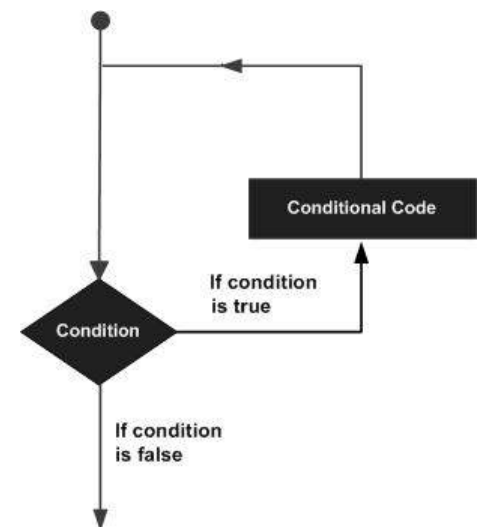 Conditional Code
If condition
is true
Condition
If condition
is false